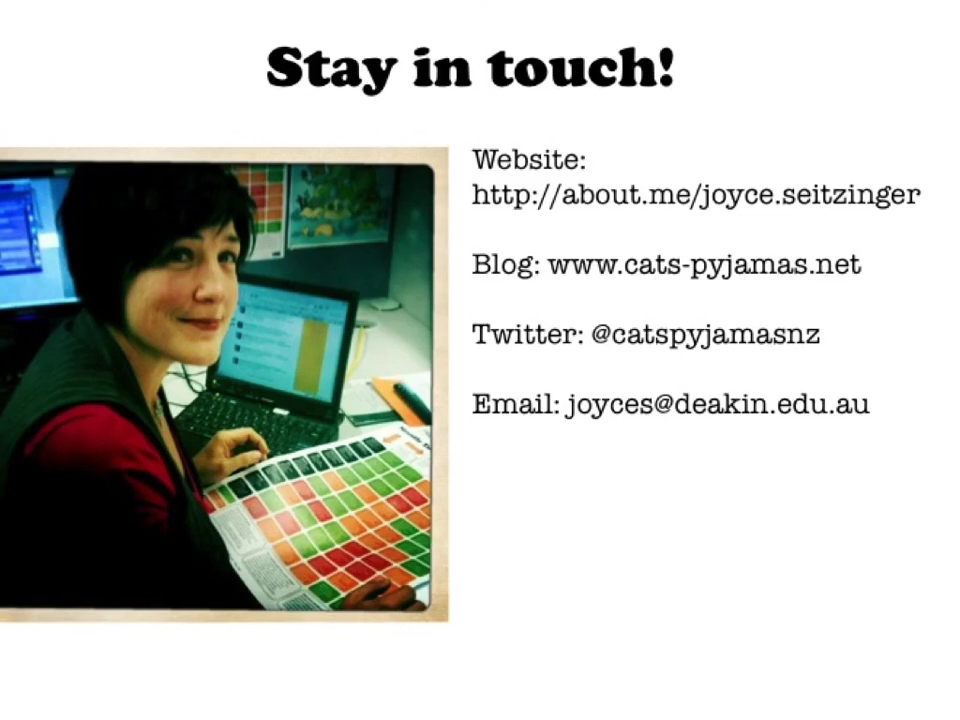 Stay in touch!
Website:
http://about.me/joyce.seitzinger
Blog: www.cats-pyjamas.net
Twitter: @catspyjamasnz
Email: joyces@deakin.edu.au